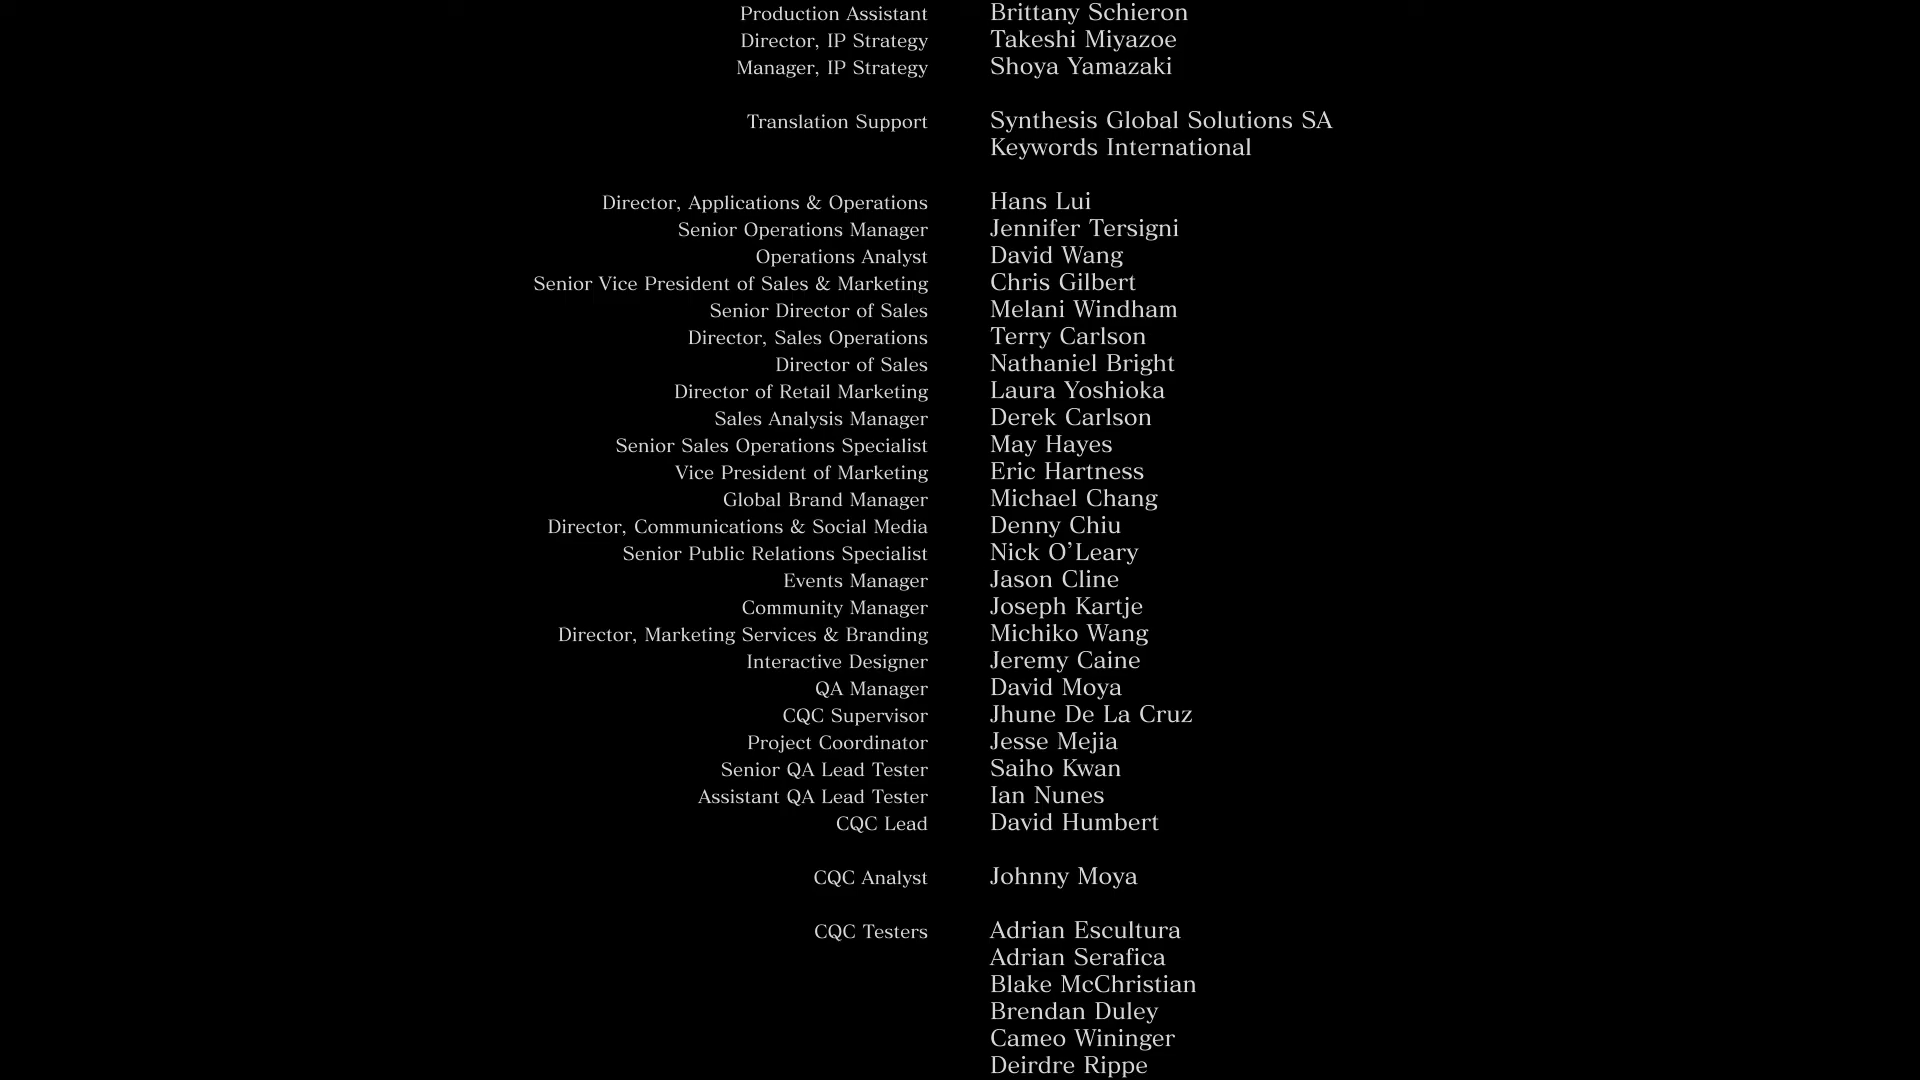 Production Assistant Brittany Schieron
Director, IP Strategy Takeshi Miyazoe
Manager, IP Strategy Shoya Yamazaki
Translation Support Synthesis Global Solutions SA
Keywords International
Director, Applications & Operations Hans Lui
Senior Operations Manager Jennifer Tersigni
Operations Analyst David Wang
Senior Vice President of Sales & Marketing Chris Gilbert
Senior Director of Sales Melani Windham
Director, Sales Operations Terry Carlson
Director of Sales Nathaniel Bright
Director of Retail Marketing Laura Yoshioka
Sales Analysis Manager Derek Carlson
Senior Sales Operations Specialist May Hayes
Vice President of Marketing Eric Hartness
Global Brand Manager Michael Chang
Director, Communications & Social Media Denny Chiu
Senior Public Relations Specialist Nick O’Leary
Events Manager Jason Cline
Community Manager Joseph Kartje
Director, Marketing Services & Branding Michiko Wang
Interactive Designer Jeremy Caine
QA Manager David Moya
CQC Supervisor Jhune De La Cruz
Project Coordinator Jesse Mejia
Senior QA Lead Tester Saiho Kwan
Assistant QA Lead Tester Ian Nunes
CQC Lead David Humbert
CQC Analyst Johnny Moya
CQC Testers Adrian Escultura
Adrian Serafica
Blake McChristian
Brendan Duley
Cameo Wininger
Deirdre Rippe